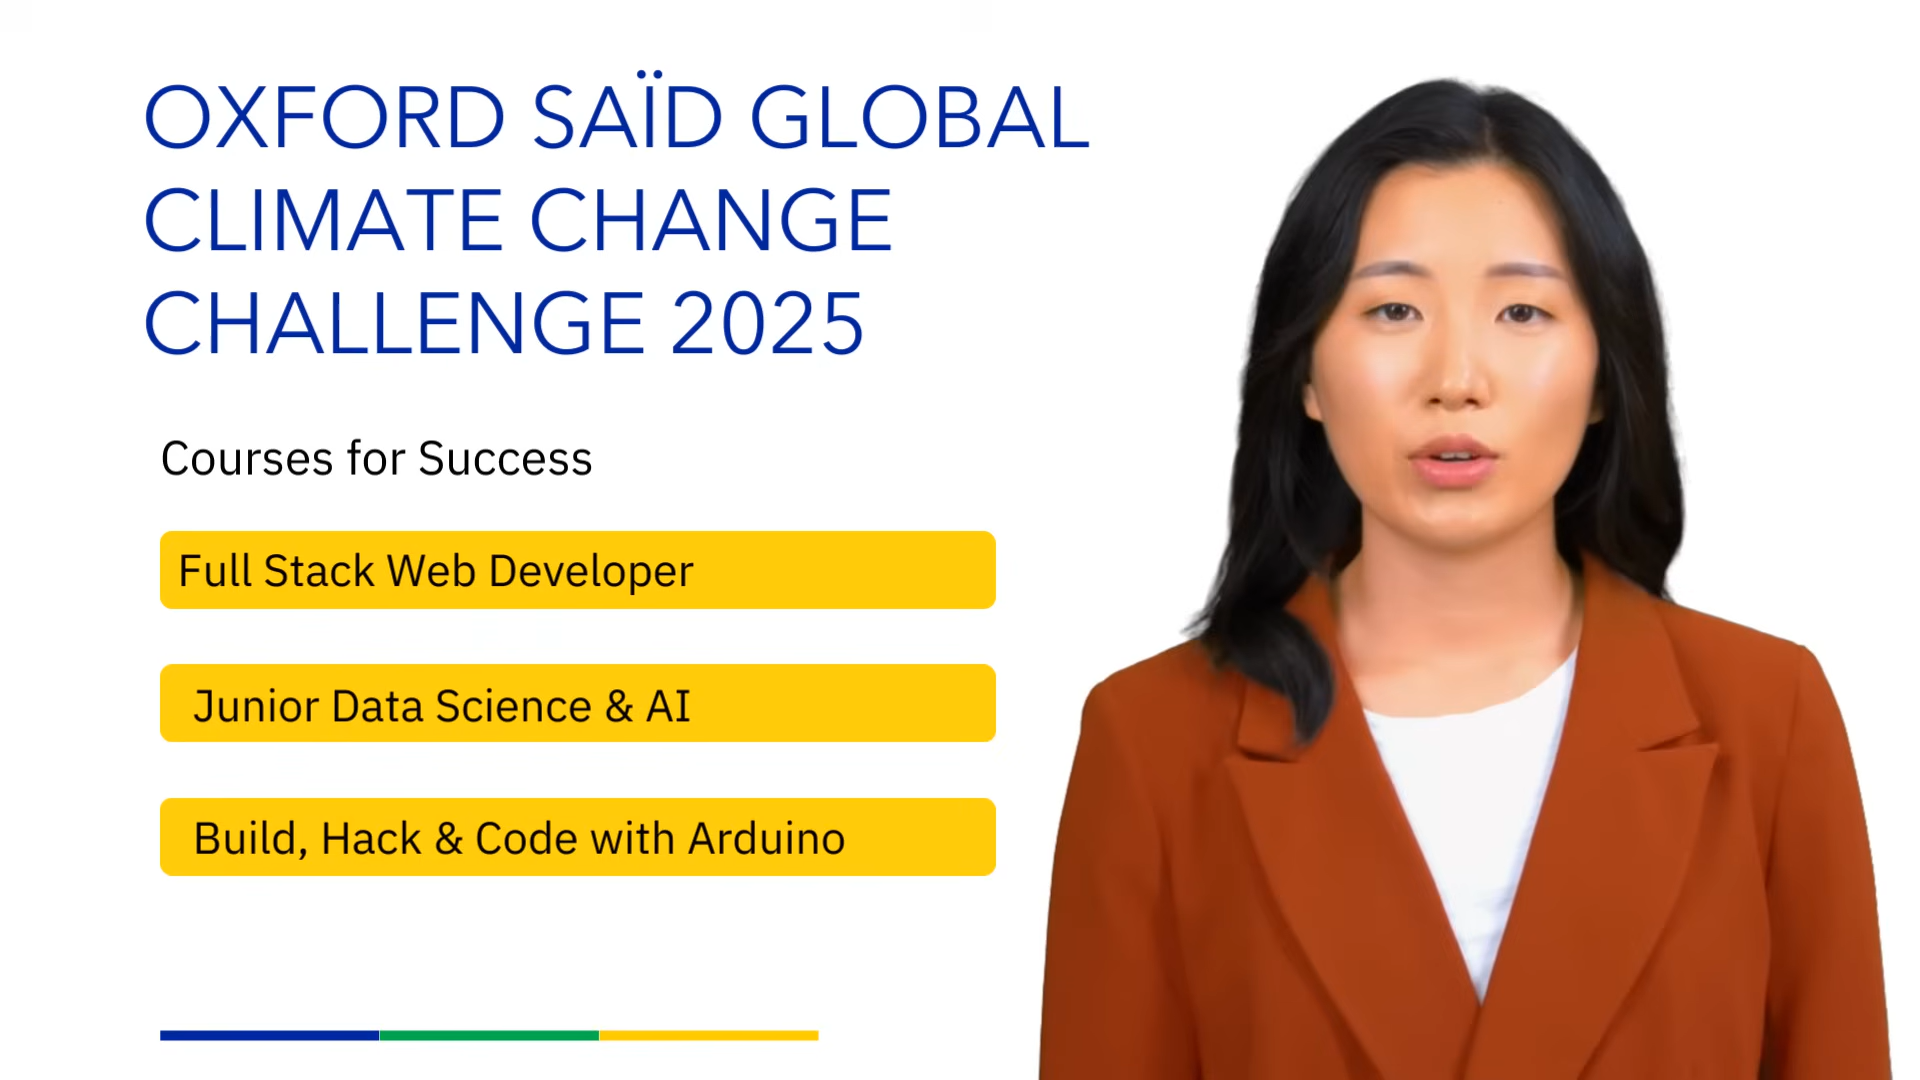 OXFORD SAÏD GLOBAL
CLIMATE CHANGE
CHALLENGE 2025
Courses for Success
Full Stack Web Developer
Junior Data Science & AI
Build, Hack & Code with Arduino